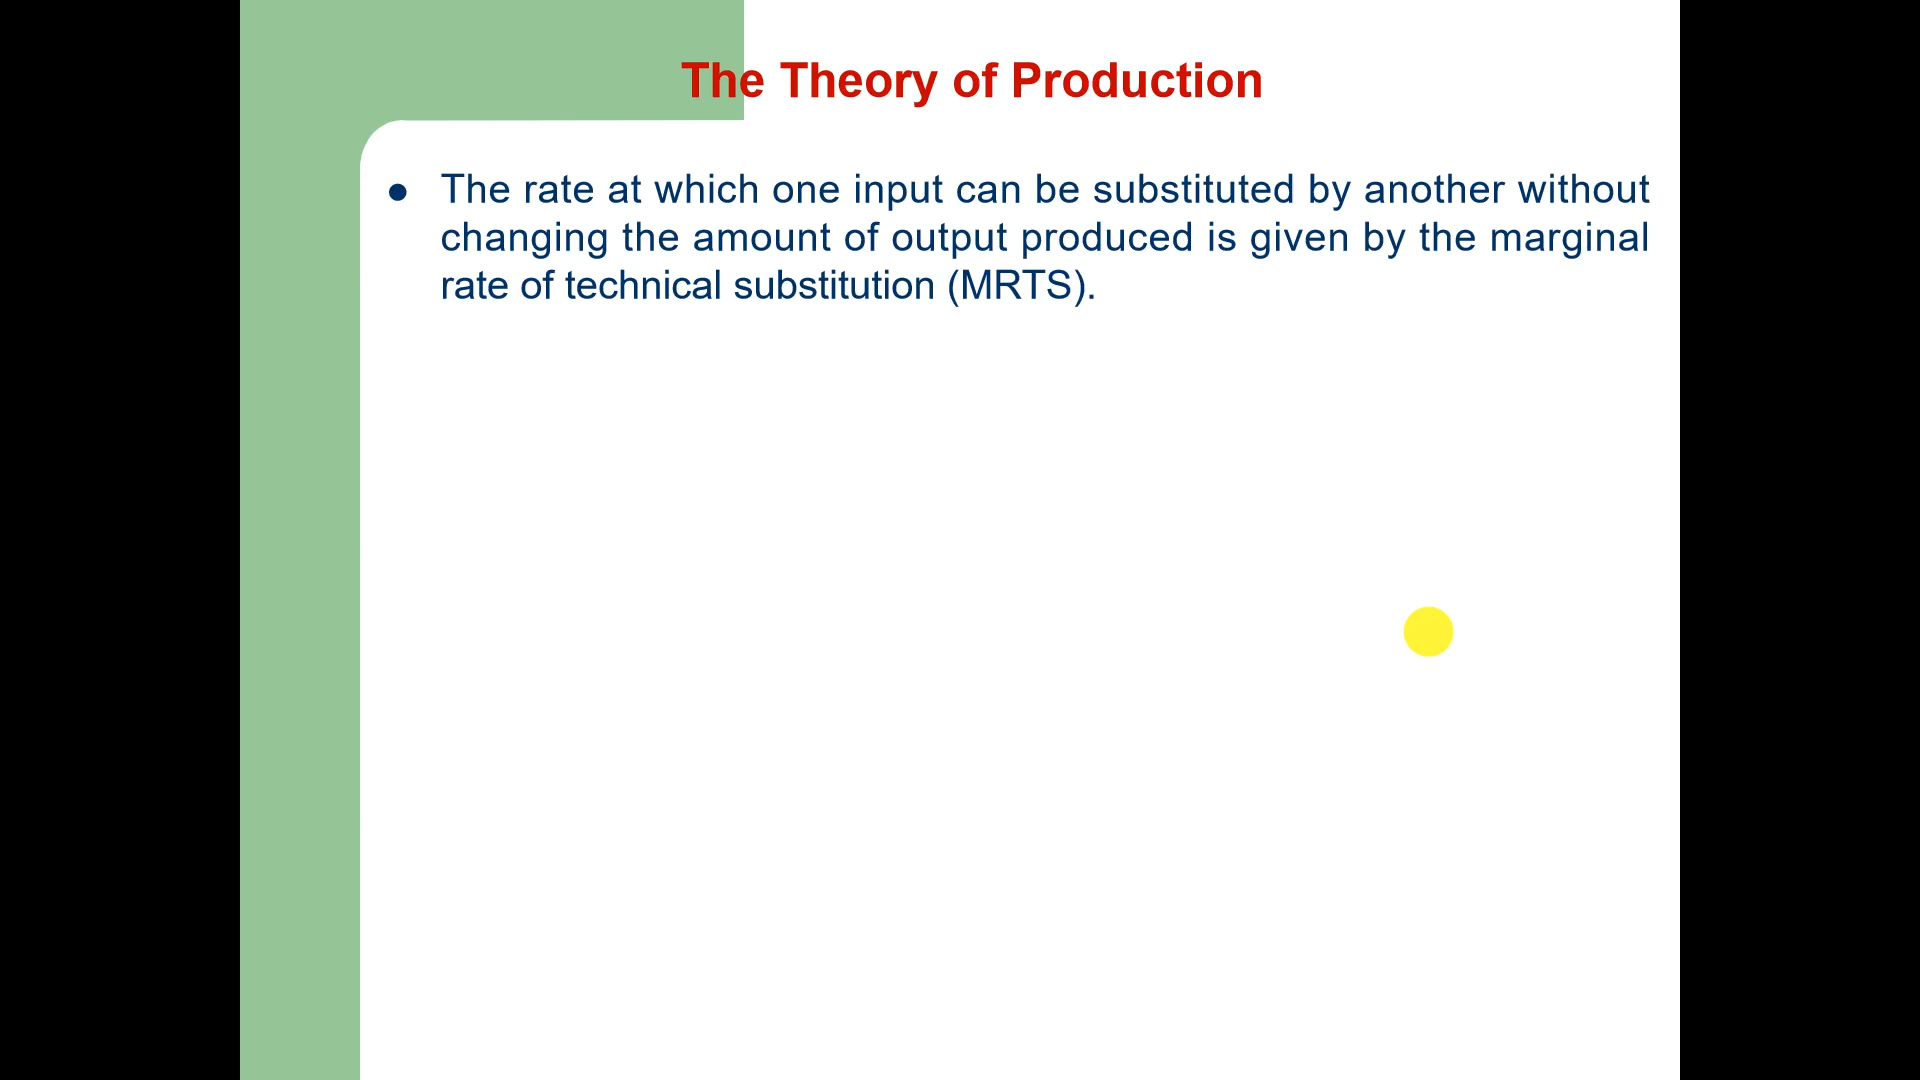 The Theory of Production
● The rate at which one input can be substituted by another without
changing the amount of output produced is given by the marginal
rate of technical substitution (MRTS).